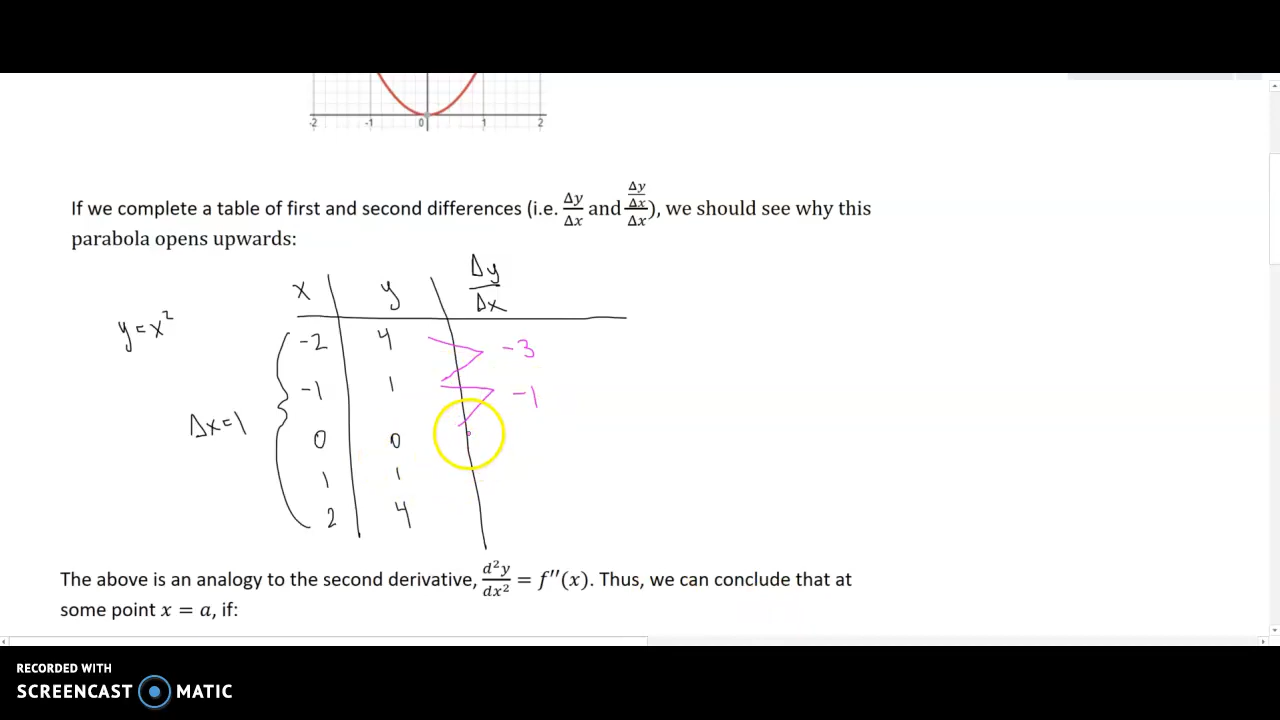 -2 -1 0 1 2
If we complete a table of first and second differences (i.e. Δy/Δx and (Δy/Δx)/Δx), we should see why this
parabola opens upwards:
x y Δy/Δx
y=x²
-2 4 -3
-1 1 -1
Δx=1
0 0
1 1
2 4
The above is an analogy to the second derivative, d²y/dx² = f''(x). Thus, we can conclude that at
some point x = a, if:
RECORDED WITH
SCREENCAST MATIC